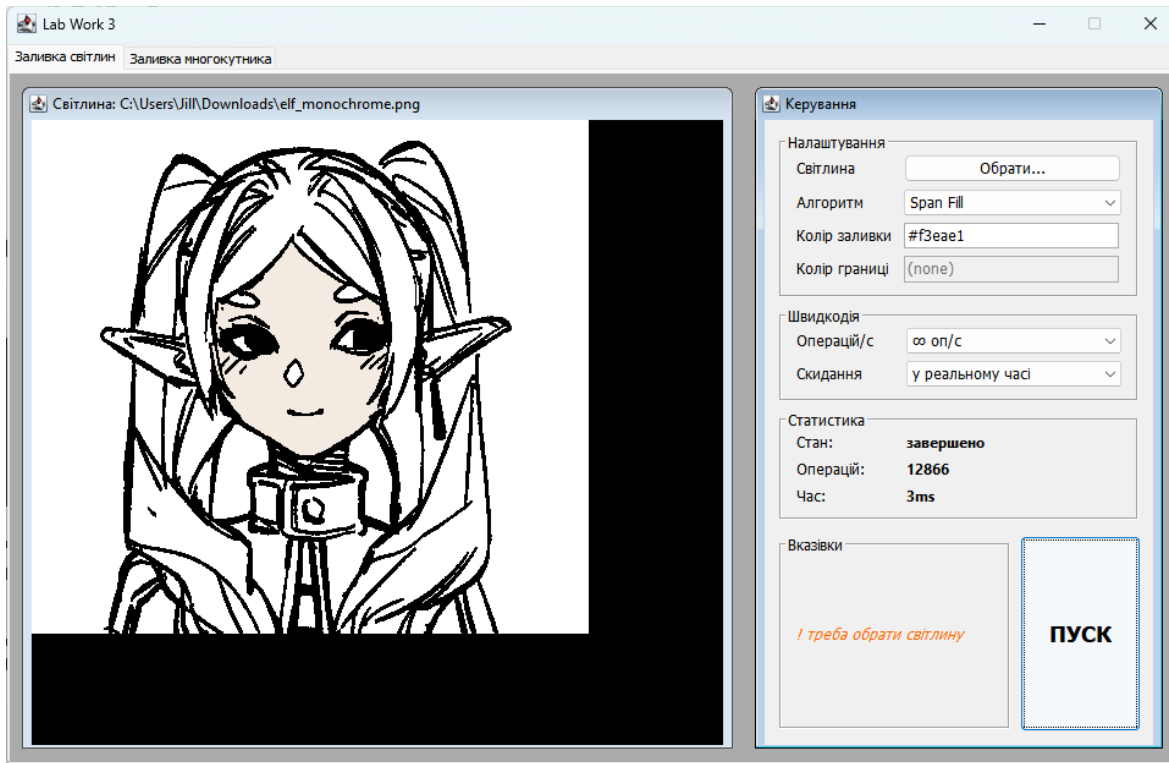 Lab Work 3
Заливка світлин Заливка многокутника
Світлина: C:\Users\Jill\Downloads\elf_monochrome.png
Керування
Налаштування
Світлина Обрати...
Алгоритм Span Fill
Колір заливки #f3eae1
Колір границі (none)
Швидкодія
Операцій/с ∞ оп/с
Скидання у реальному часі
Статистика
Стан: завершено
Операцій: 12866
Час: 3ms
Вказівки
! треба обрати світлину
ПУСК